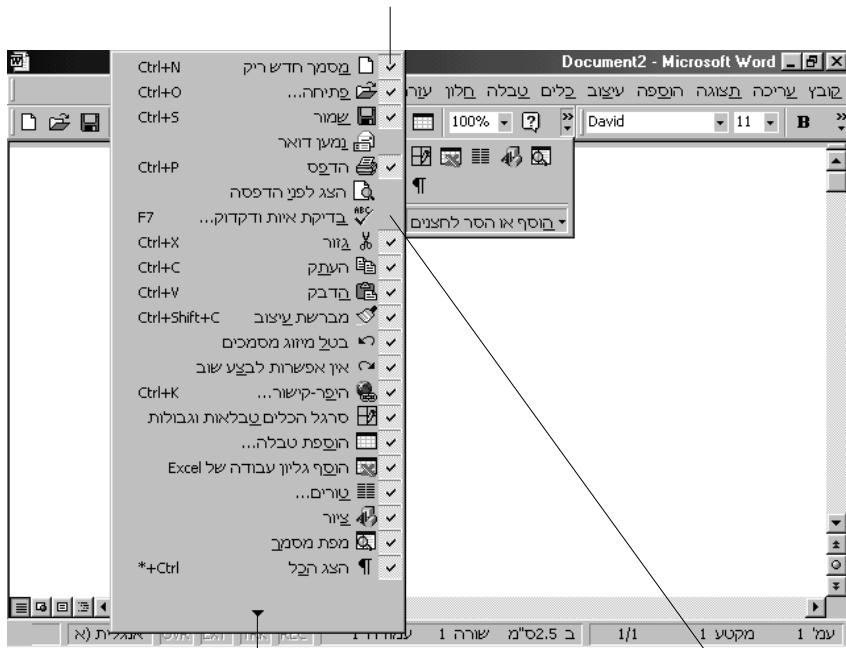 Document2 - Microsoft Word
קובץ עריכה תצוגה הוספה עיצוב כלים טבלה חלון
100% David 11 B
הוסף או הסר לחצנים
מסמך חדש ריק Ctrl+N
פתיחה... Ctrl+O
שמור Ctrl+S
נמען דואר
הדפס Ctrl+P
הצג לפני הדפסה
ABC בדיקת איות ודקדוק... F7
גזור Ctrl+X
העתק Ctrl+C
הדבק Ctrl+V
מברשת עיצוב Ctrl+Shift+C
בטל מיזוג מסמכים
אין אפשרות לבצע שוב
היפר-קישור... Ctrl+K
סרגל הכלים טבלאות וגבולות
הוספת טבלה...
הוסף גליון עבודה של Excel
טורים...
ציור
מפת מסמך
הצג הכל *+Ctrl
עמ' 1 מקטע 1 1/1 ב 2.5ס"מ שורה 1